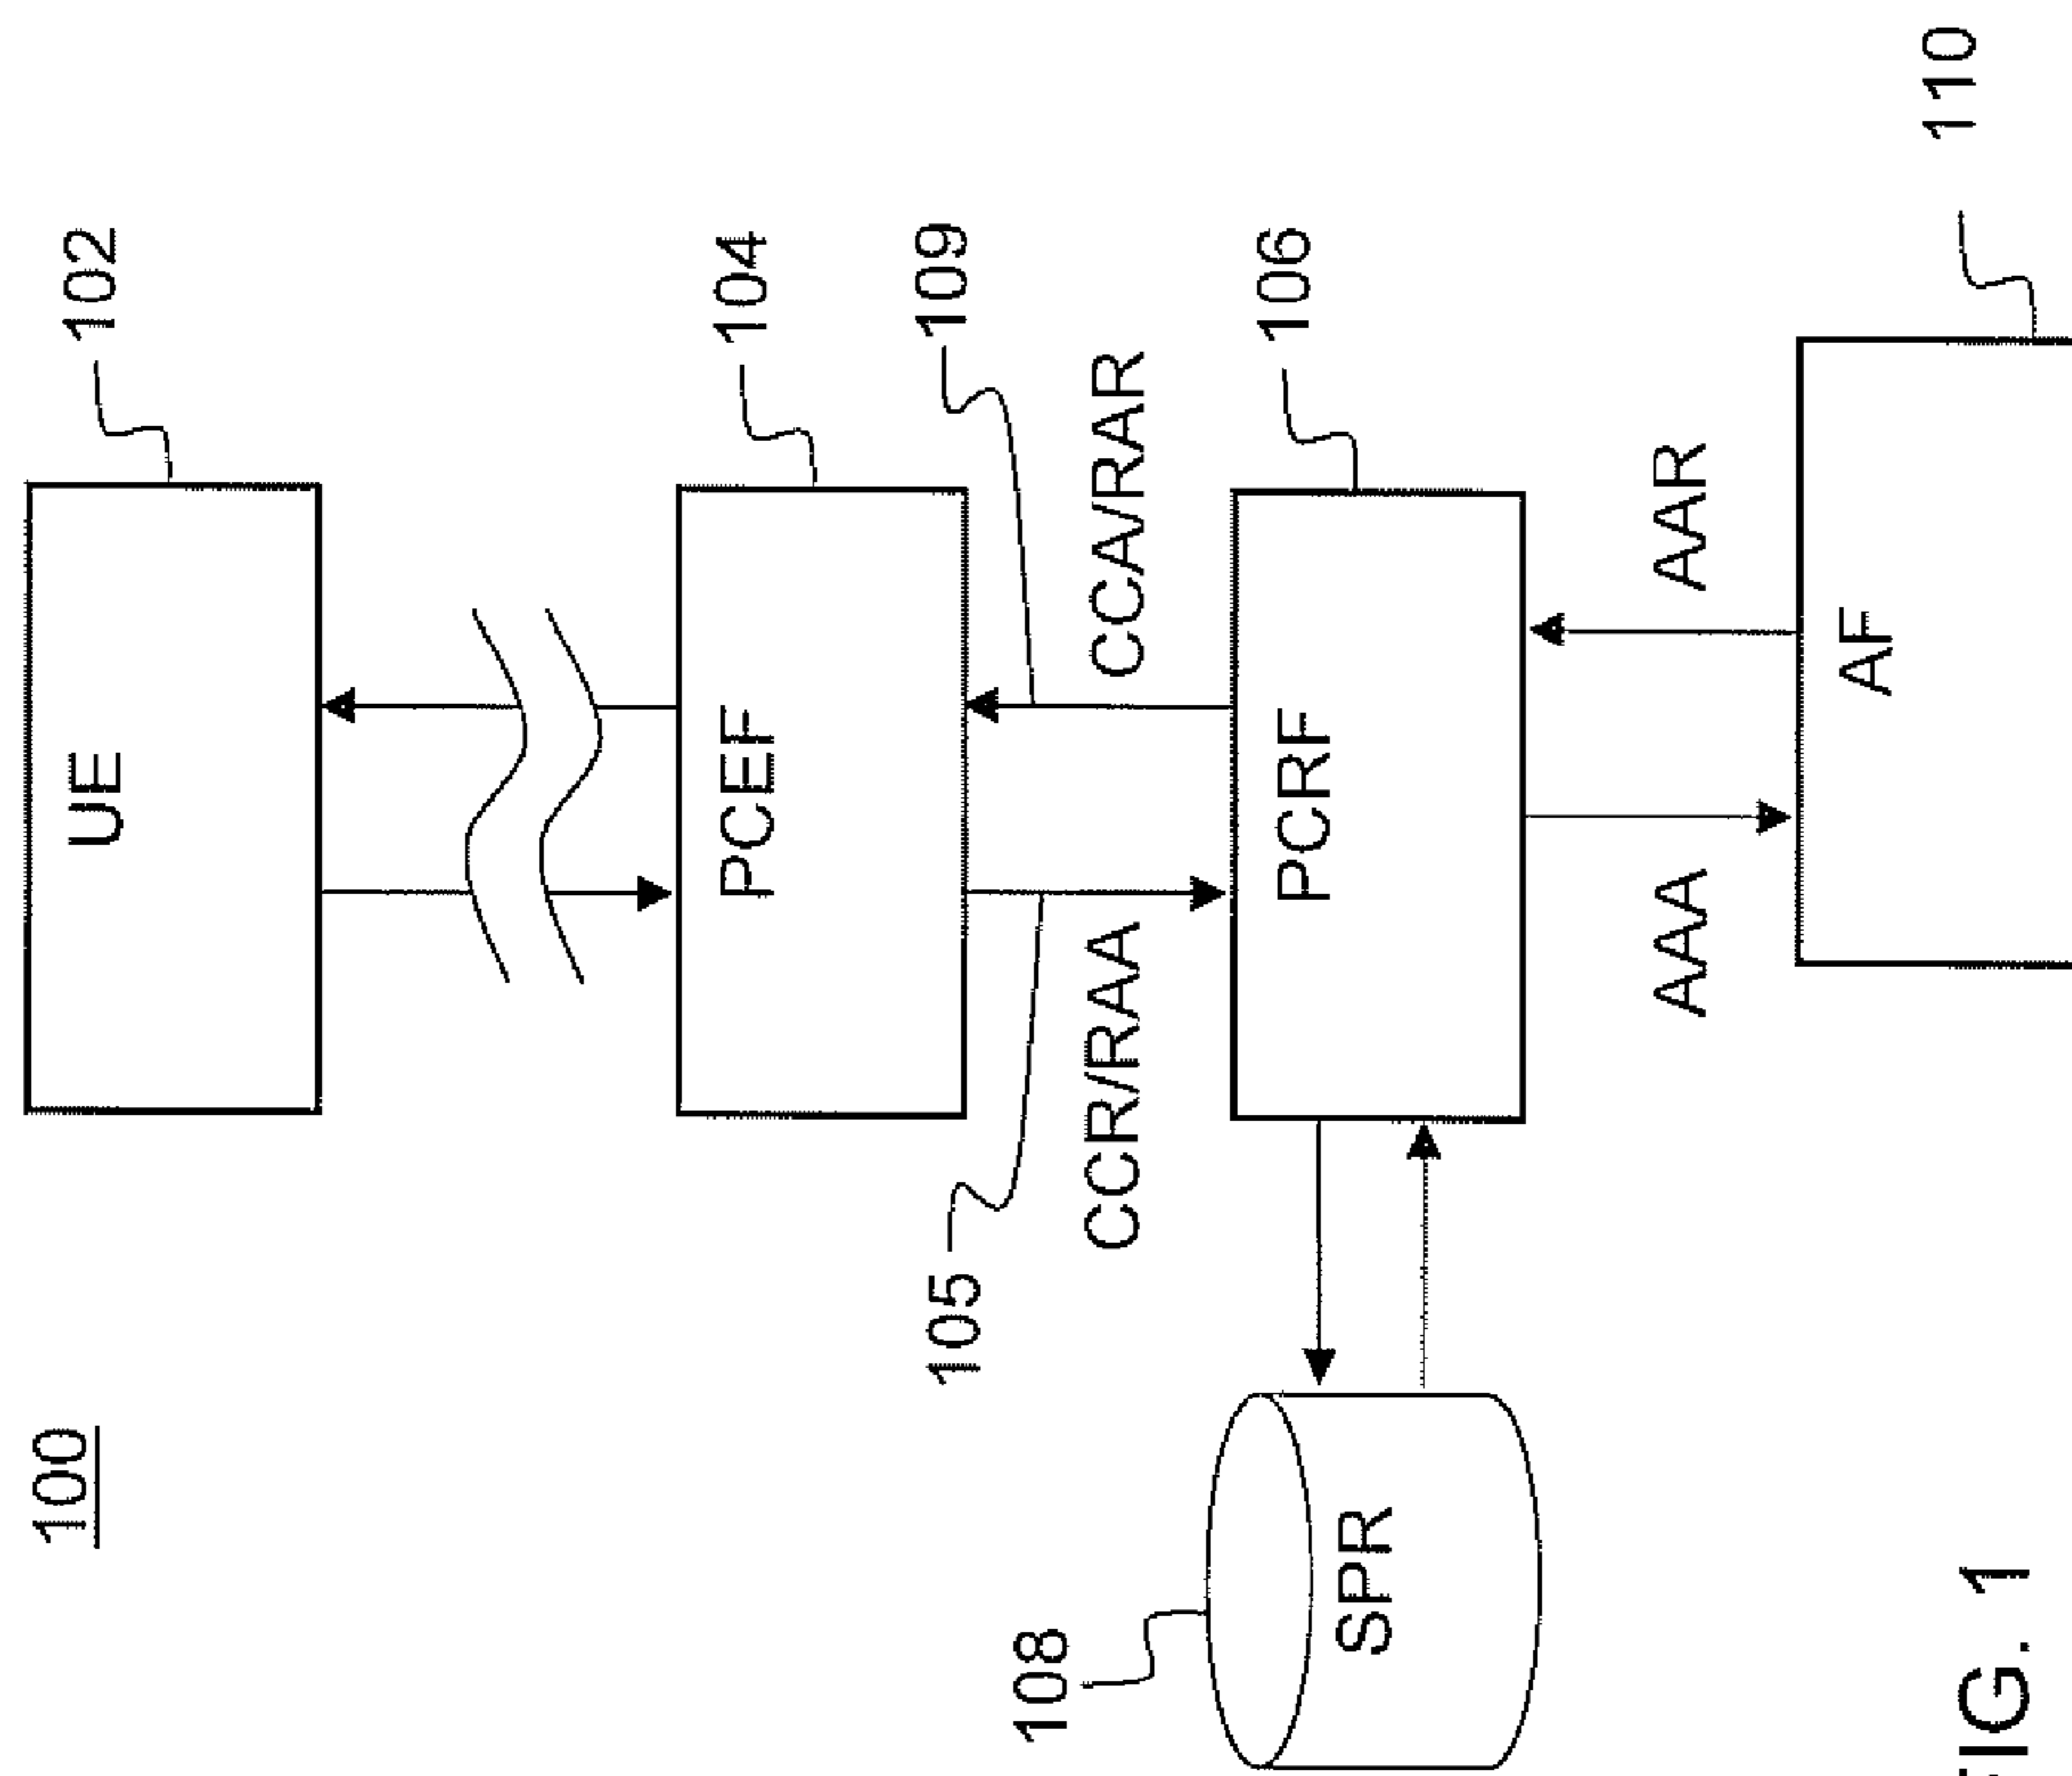 100
UE
102
PCEF
104
105
CCR/RAA
109
CCA/RAR
108
SPR
PCRF
106
AAA
AAR
AF
110
FIG. 1